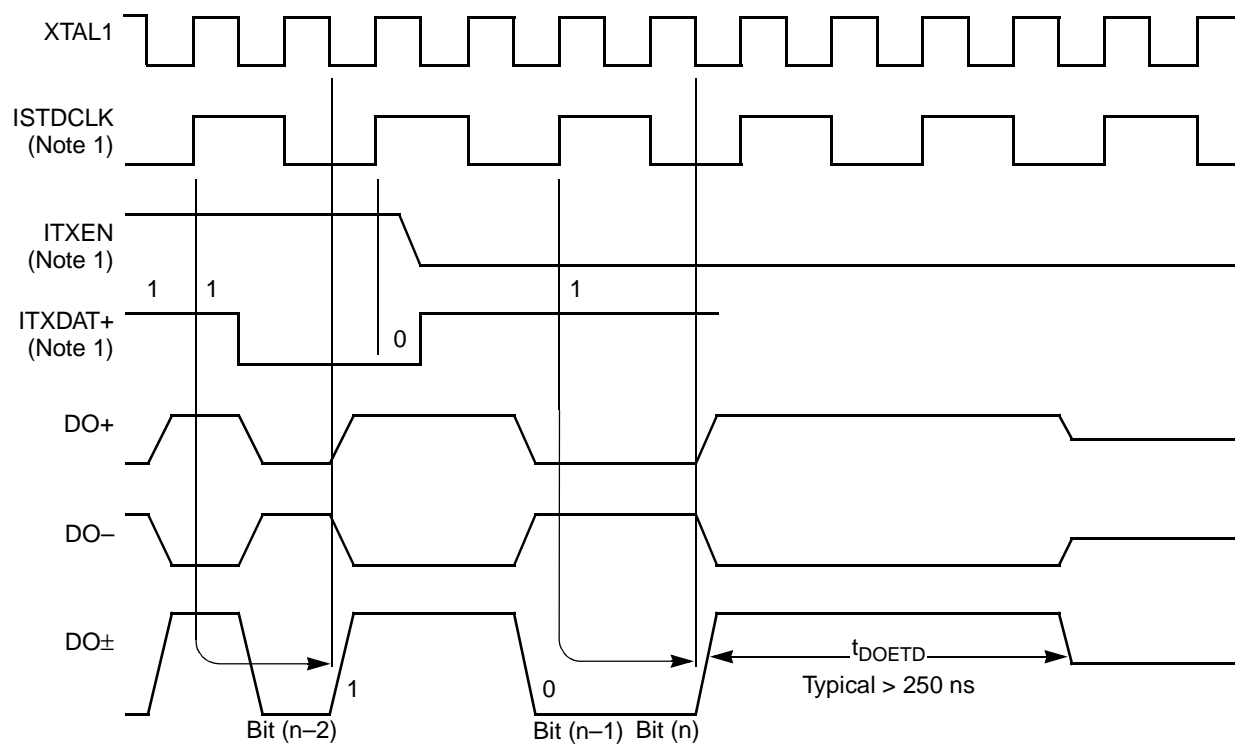 XTAL1
ISTDCLK
(Note 1)
ITXEN
(Note 1)
1 1 1
ITXDAT+
(Note 1)
0
DO+
DO–
DO±
tDOETD
Typical > 250 ns
1 0
Bit (n–2) Bit (n–1) Bit (n)